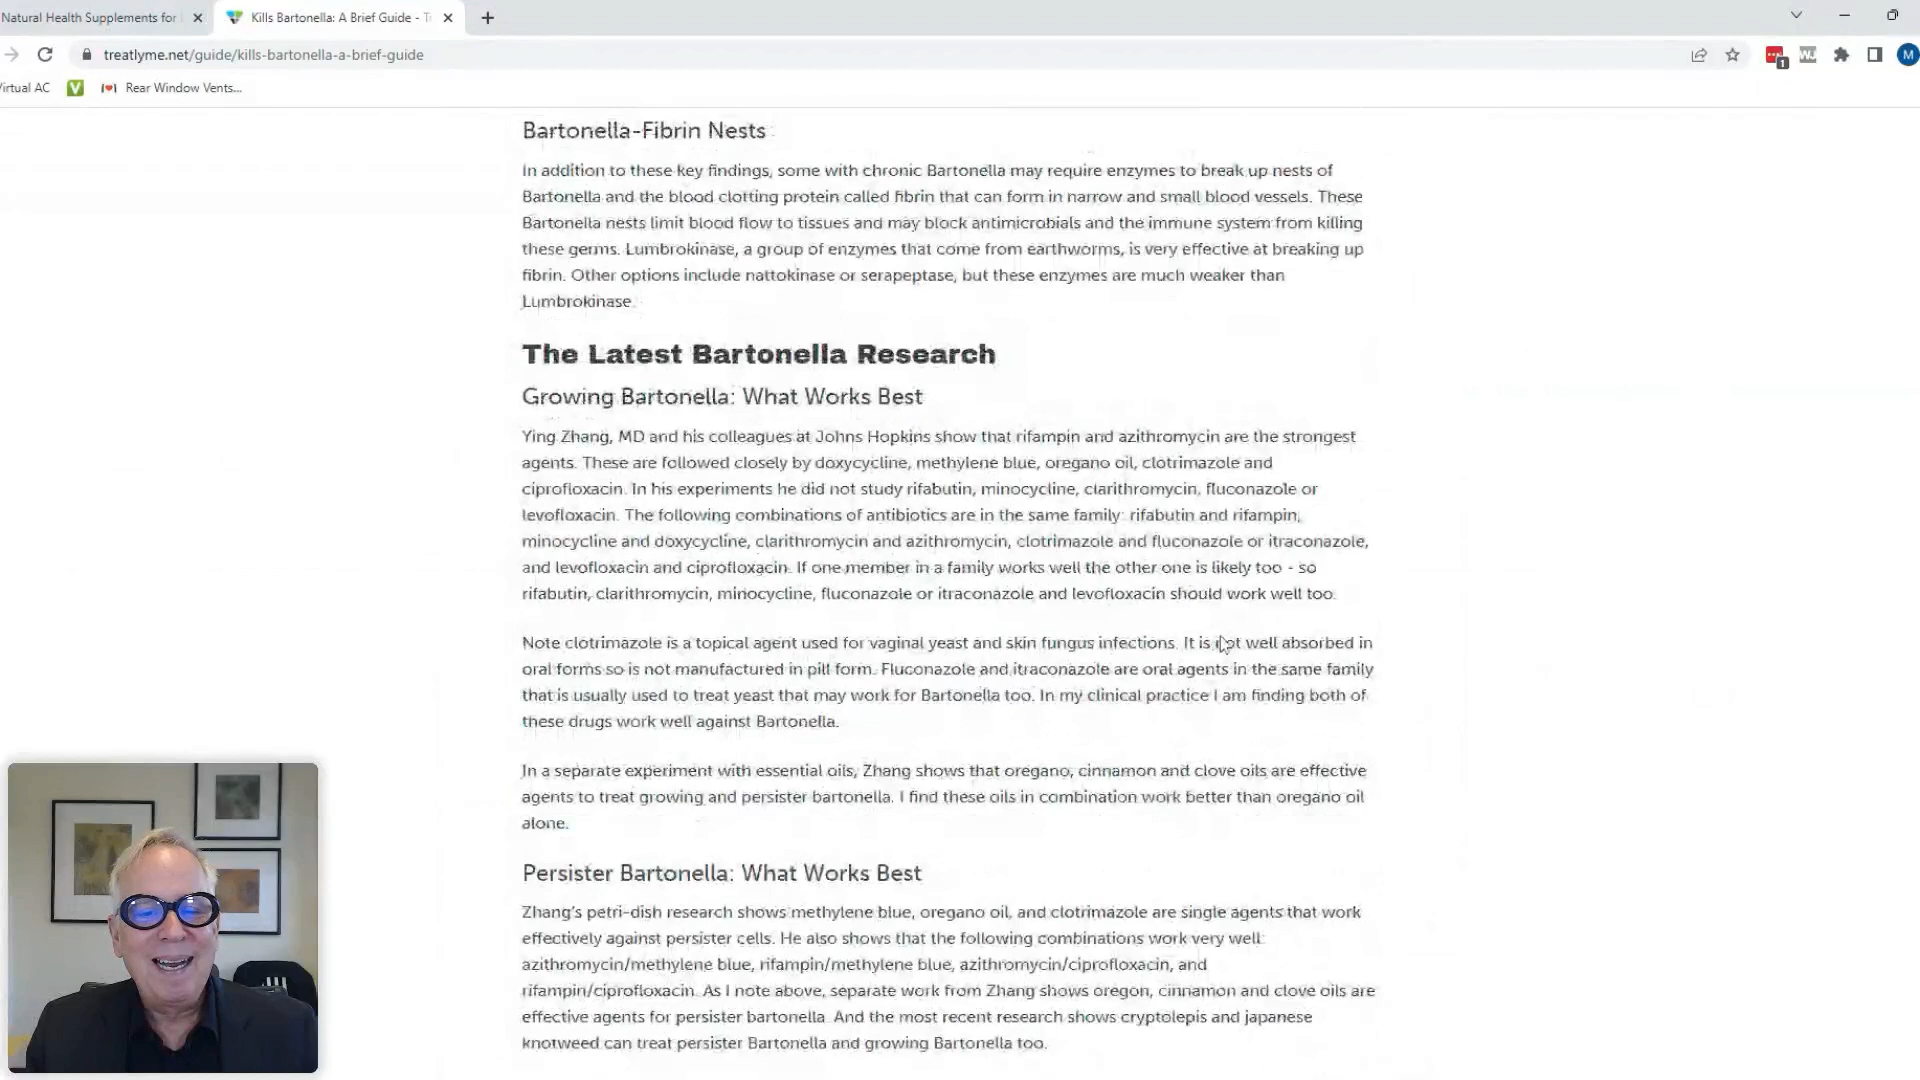 Natural Health Supplements for
Kills Bartonella: A Brief Guide - T
treatlyme.net/guide/kills-bartonella-a-brief-guide
1
M
irtual AC
V
Rear Window Vents...
Bartonella-Fibrin Nests
In addition to these key findings, some with chronic Bartonella may require enzymes to break up nests of
Bartonella and the blood clotting protein called fibrin that can form in narrow and small blood vessels. These
Bartonella nests limit blood flow to tissues and may block antimicrobials and the immune system from killing
these germs. Lumbrokinase, a group of enzymes that come from earthworms, is very effective at breaking up
fibrin. Other options include nattokinase or serapeptase, but these enzymes are much weaker than
Lumbrokinase.
The Latest Bartonella Research
Growing Bartonella: What Works Best
Ying Zhang, MD and his colleagues at Johns Hopkins show that rifampin and azithromycin are the strongest
agents. These are followed closely by doxycycline, methylene blue, oregano oil, clotrimazole and
ciprofloxacin. In his experiments he did not study rifabutin, minocycline, clarithromycin, fluconazole or
levofloxacin. The following combinations of antibiotics are in the same family: rifabutin and rifampin,
minocycline and doxycycline, clarithromycin and azithromycin, clotrimazole and fluconazole or itraconazole,
and levofloxacin and ciprofloxacin. If one member in a family works well the other one is likely too - so
rifabutin, clarithromycin, minocycline, fluconazole or itraconazole and levofloxacin should work well too.
Note clotrimazole is a topical agent used for vaginal yeast and skin fungus infections. It is not well absorbed in
oral forms so is not manufactured in pill form. Fluconazole and itraconazole are oral agents in the same family
that is usually used to treat yeast that may work for Bartonella too. In my clinical practice I am finding both of
these drugs work well against Bartonella.
In a separate experiment with essential oils, Zhang shows that oregano, cinnamon and clove oils are effective
agents to treat growing and persister bartonella. I find these oils in combination work better than oregano oil
alone.
Persister Bartonella: What Works Best
Zhang's petri-dish research shows methylene blue, oregano oil, and clotrimazole are single agents that work
effectively against persister cells. He also shows that the following combinations work very well:
azithromycin/methylene blue, rifampin/methylene blue, azithromycin/ciprofloxacin, and
rifampin/ciprofloxacin. As I note above, separate work from Zhang shows oregon, cinnamon and clove oils are
effective agents for persister bartonella. And the most recent research shows cryptolepis and japanese
knotweed can treat persister Bartonella and growing Bartonella too.